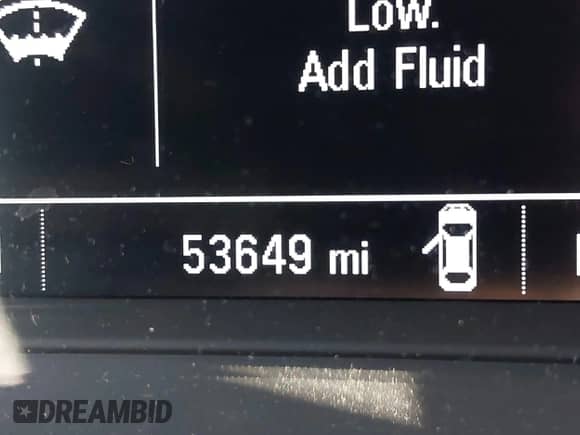 Low.
Add Fluid
53649 mi
DREAMBID